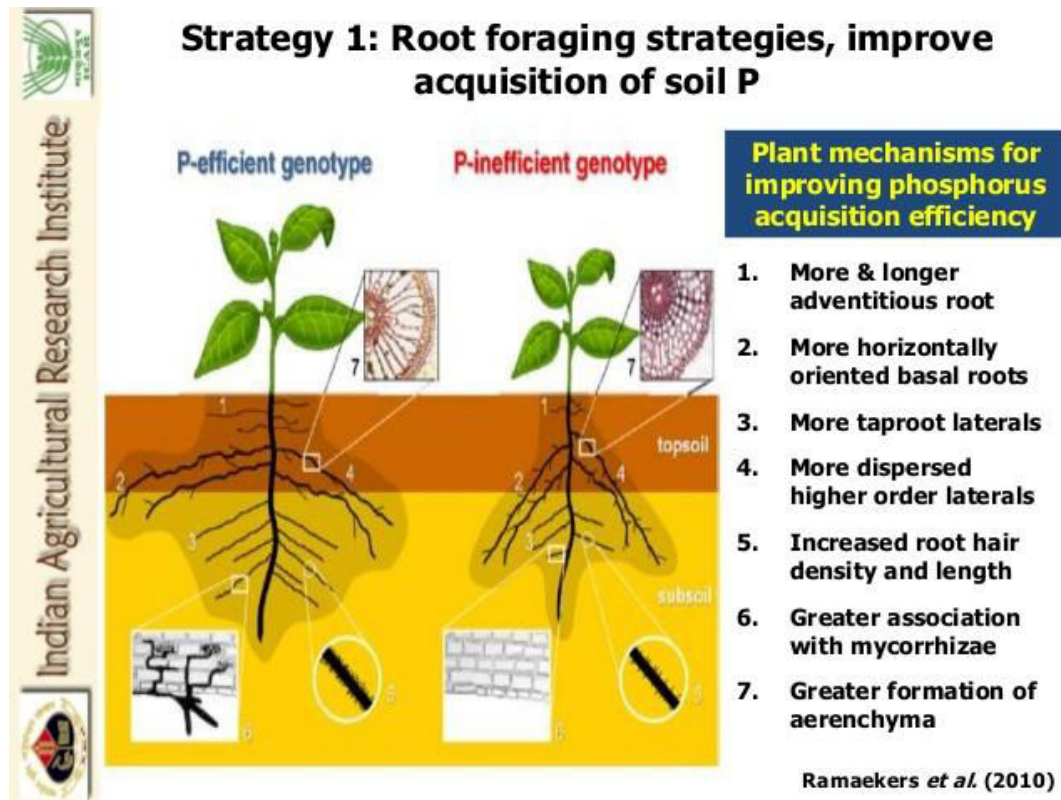 Strategy 1: Root foraging strategies, improve
acquisition of soil P
Indian Agricultural Research Institute
P-efficient genotype
P-inefficient genotype
7
7
1
1
topsoil
2
4
2
4
3
3
subsoil
5
5
6
6
Plant mechanisms for
improving phosphorus
acquisition efficiency
1. More & longer
adventitious root
2. More horizontally
oriented basal roots
3. More taproot laterals
4. More dispersed
higher order laterals
5. Increased root hair
density and length
6. Greater association
with mycorrhizae
7. Greater formation of
aerenchyma
Ramaekers et al. (2010)